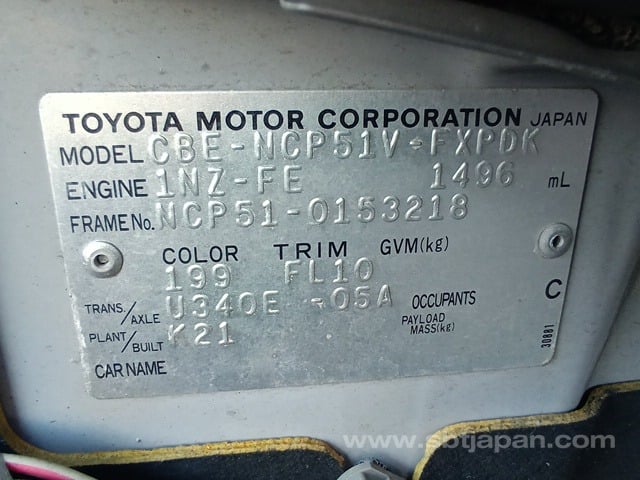 TOYOTA MOTOR CORPORATION JAPAN
MODEL CBE-NCP51V-FXPDK
ENGINE 1NZ-FE 1496 mL
FRAME No. NCP51-0153218
COLOR TRIM GVM(kg)
199 FL10
TRANS./AXLE U340E -05A OCCUPANTS C
PLANT/BUILT K21 PAYLOAD MASS(kg)
CAR NAME
30881
www.sbtjapan.com